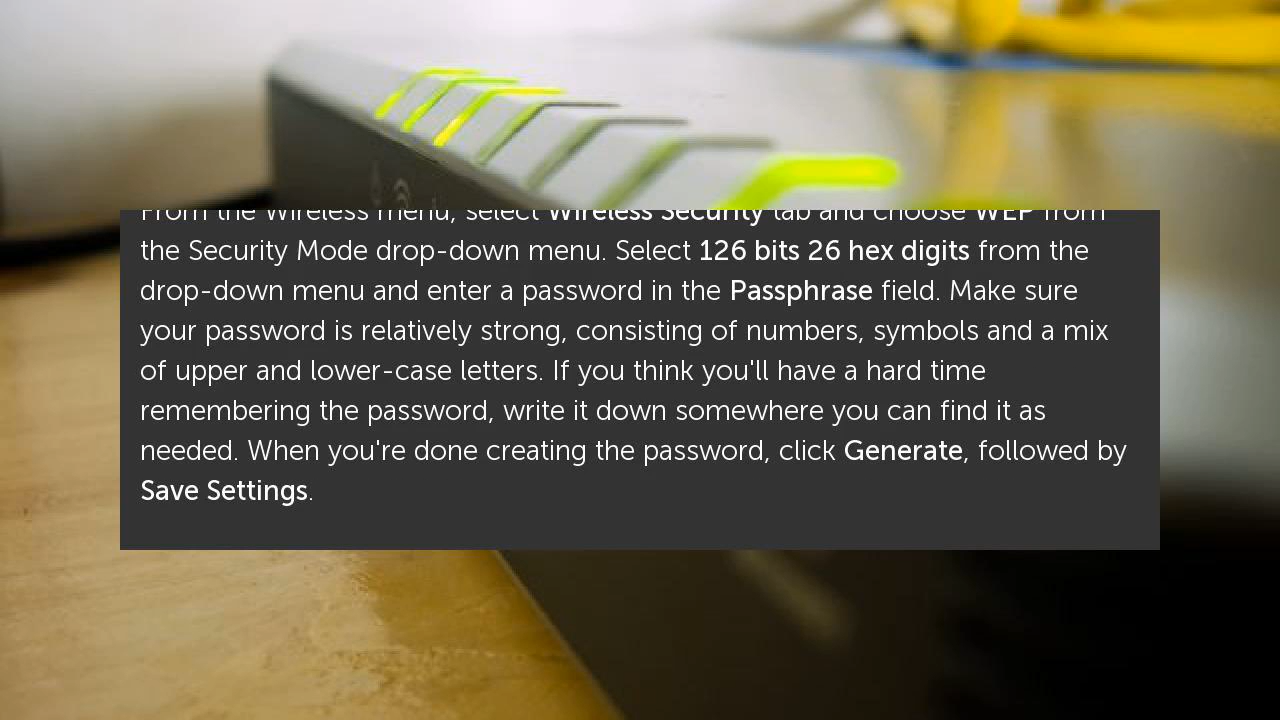 From the Wireless menu, select Wireless Security tab and choose WEP from
the Security Mode drop-down menu. Select 126 bits 26 hex digits from the
drop-down menu and enter a password in the Passphrase field. Make sure
your password is relatively strong, consisting of numbers, symbols and a mix
of upper and lower-case letters. If you think you'll have a hard time
remembering the password, write it down somewhere you can find it as
needed. When you're done creating the password, click Generate, followed by
Save Settings.